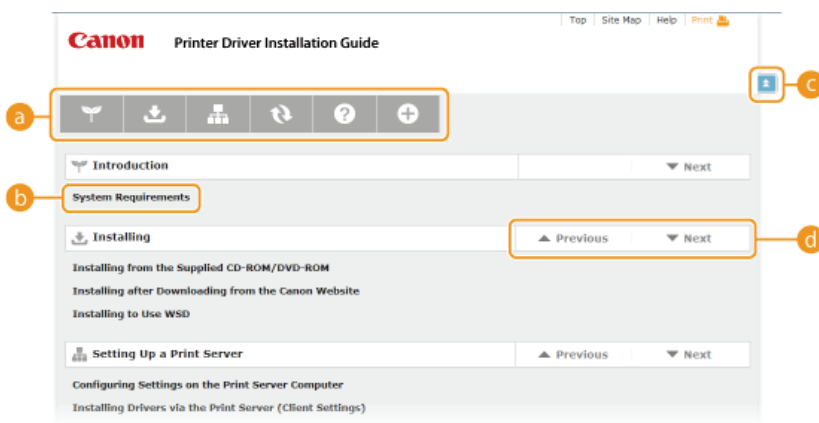 Top Site Map Help Print
Canon Printer Driver Installation Guide
c
a
Introduction Next
b System Requirements
Installing Previous Next d
Installing from the Supplied CD-ROM/DVD-ROM
Installing after Downloading from the Canon Website
Installing to Use WSD
Setting Up a Print Server Previous Next
Configuring Settings on the Print Server Computer
Installing Drivers via the Print Server (Client Settings)